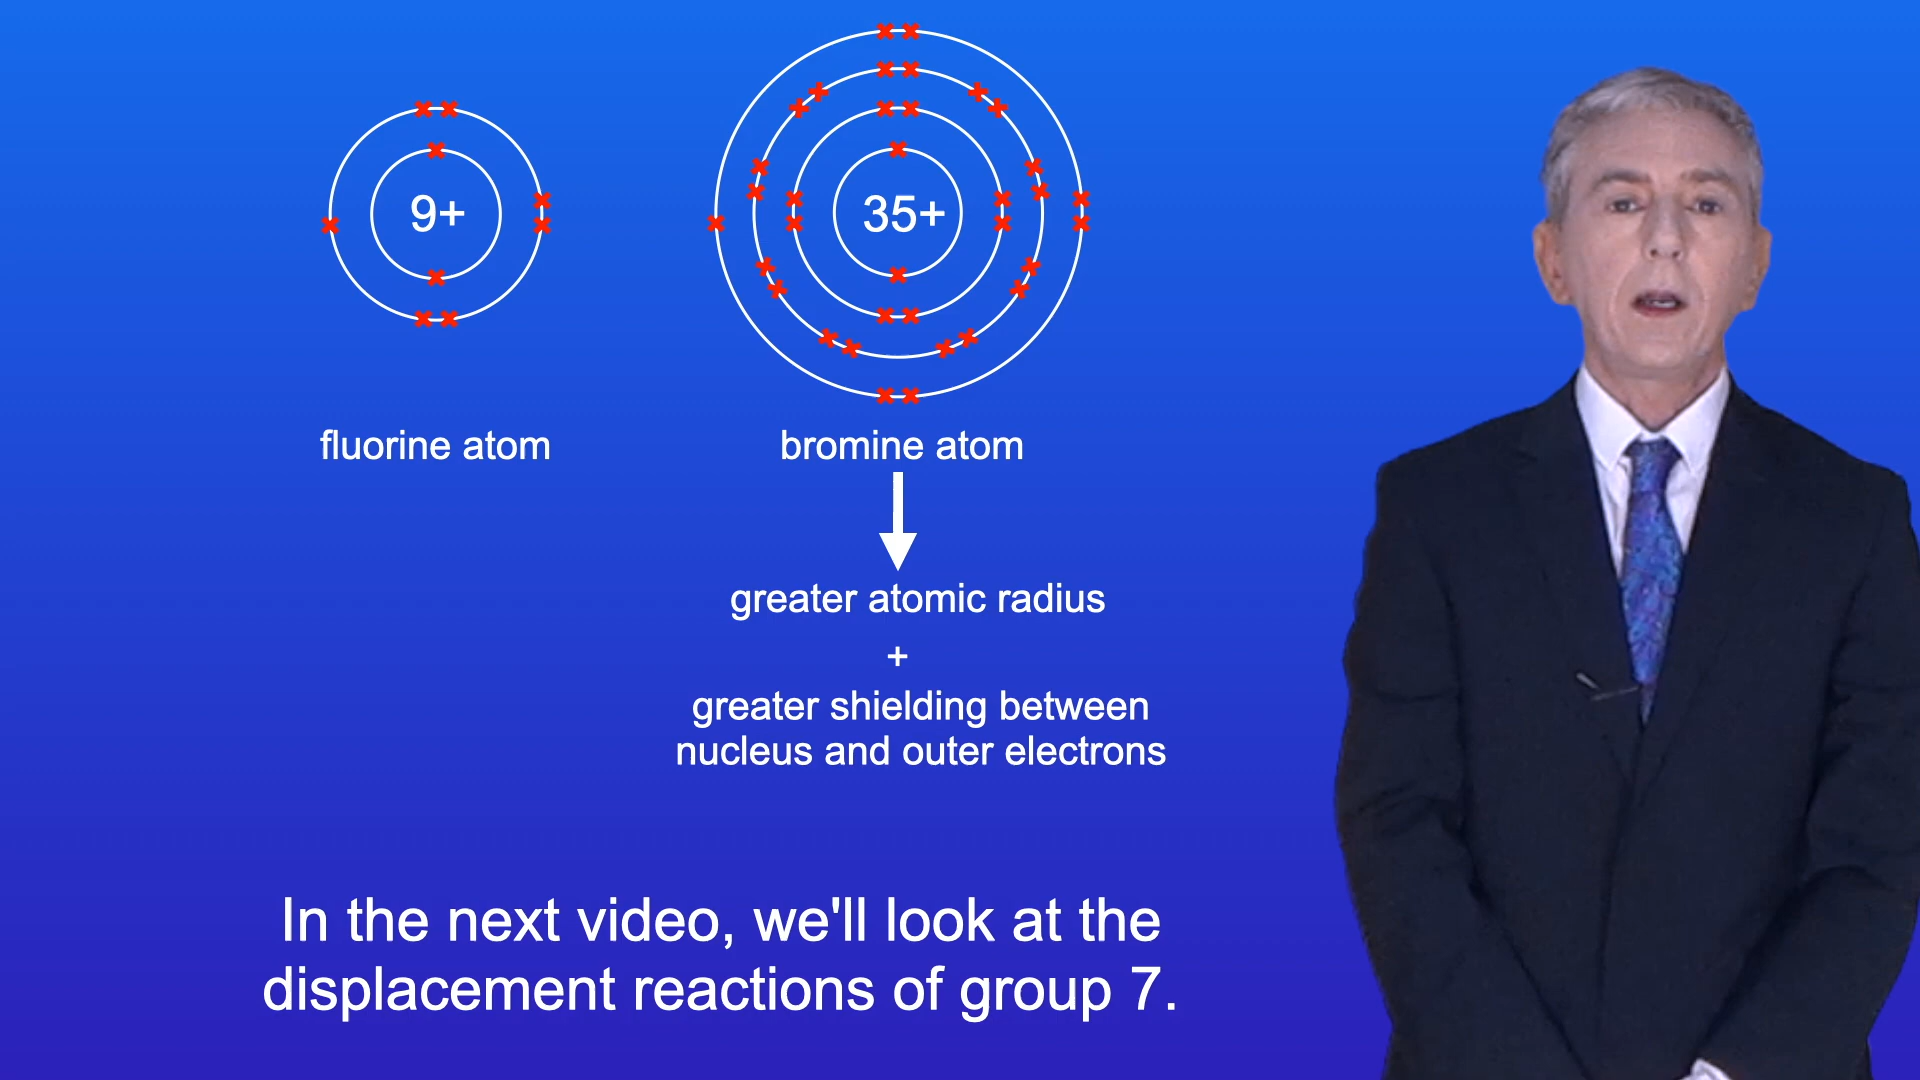 9+
35+
fluorine atom
bromine atom
greater atomic radius
+
greater shielding between
nucleus and outer electrons
In the next video, we'll look at the
displacement reactions of group 7.